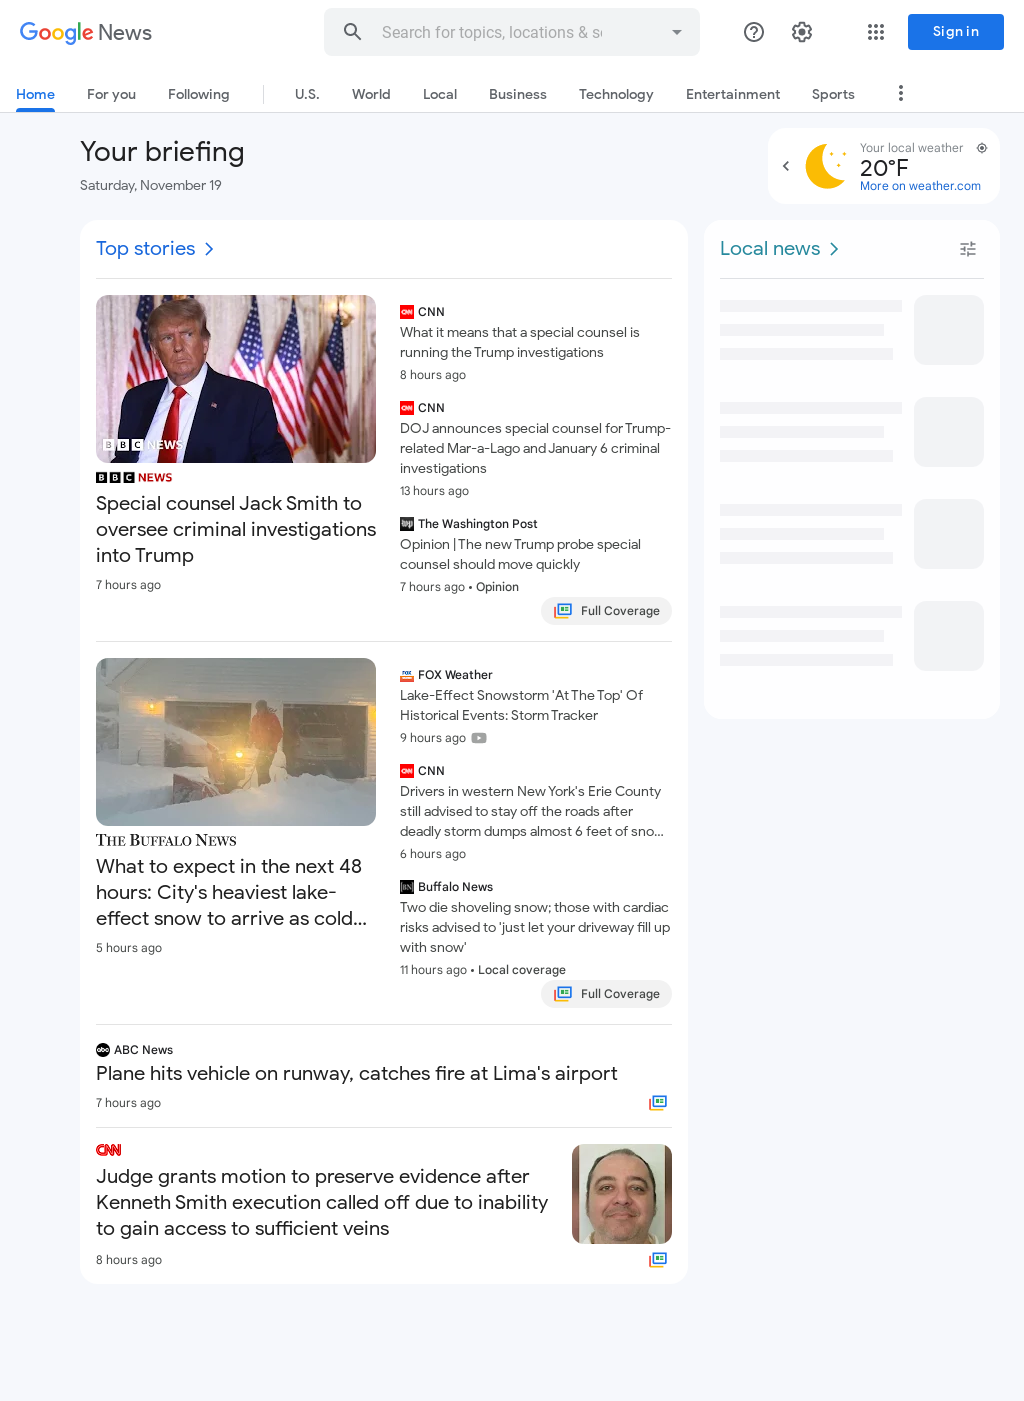 Google News
Search for topics, locations & so
Sign in
Home
For you
Following
U.S.
World
Local
Business
Technology
Entertainment
Sports
Your briefing
Saturday, November 19
Your local weather
20°F
More on weather.com
Top stories
BBC NEWS
BBC NEWS
Special counsel Jack Smith to
oversee criminal investigations
into Trump
7 hours ago
CNN
What it means that a special counsel is
running the Trump investigations
8 hours ago
CNN
DOJ announces special counsel for Trump-
related Mar-a-Lago and January 6 criminal
investigations
13 hours ago
The Washington Post
Opinion | The new Trump probe special
counsel should move quickly
7 hours ago • Opinion
Full Coverage
The Buffalo News
What to expect in the next 48
hours: City's heaviest lake-
effect snow to arrive as cold...
5 hours ago
FOX Weather
Lake-Effect Snowstorm 'At The Top' Of
Historical Events: Storm Tracker
9 hours ago
CNN
Drivers in western New York's Erie County
still advised to stay off the roads after
deadly storm dumps almost 6 feet of sno...
6 hours ago
Buffalo News
Two die shoveling snow; those with cardiac
risks advised to 'just let your driveway fill up
with snow'
11 hours ago • Local coverage
Full Coverage
abc ABC News
Plane hits vehicle on runway, catches fire at Lima's airport
7 hours ago
CNN
Judge grants motion to preserve evidence after
Kenneth Smith execution called off due to inability
to gain access to sufficient veins
8 hours ago
Local news